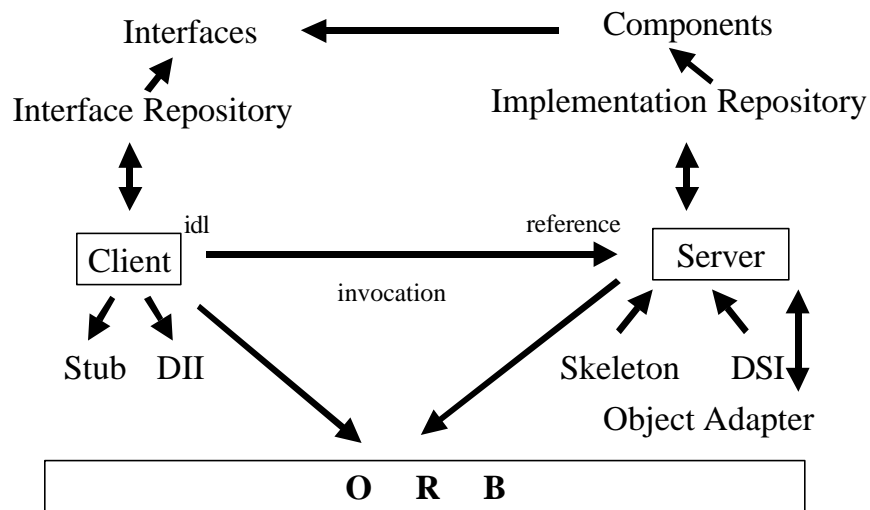 Interfaces
Components
Interface Repository
Implementation Repository
idl
reference
Client
Server
invocation
Stub DII
Skeleton DSI
Object Adapter
O R B